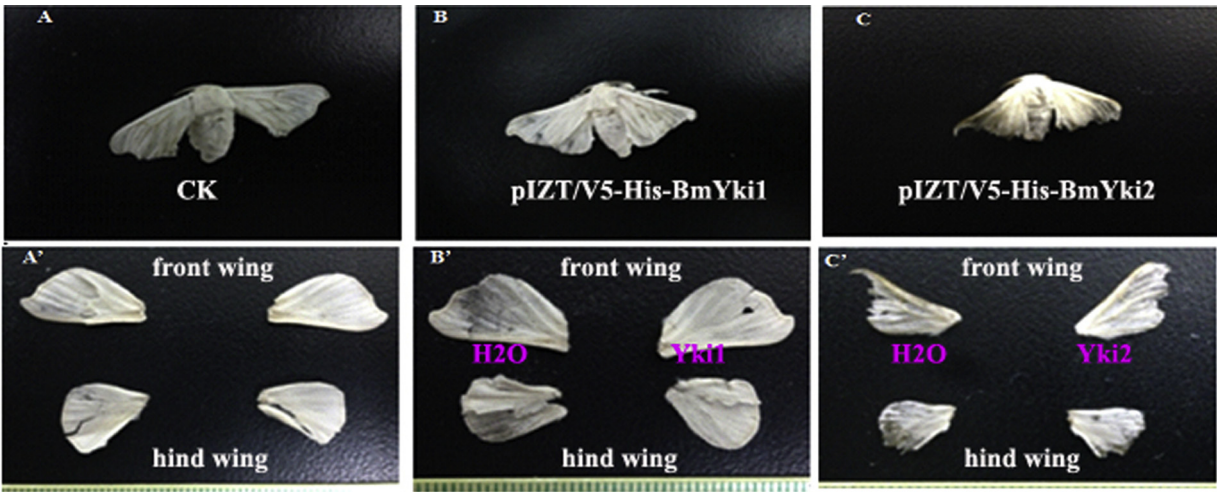 A
CK
B
pIZT/V5-His-BmYki1
C
pIZT/V5-His-BmYki2
A'
front wing
hind wing
B'
front wing
H2O
Yki1
hind wing
C'
front wing
H2O
Yki2
hind wing